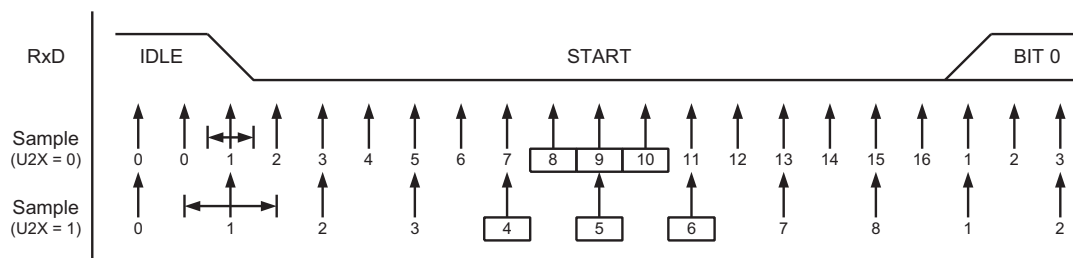 RxD IDLE START BIT 0
Sample
(U2X = 0)
0 0 1 2 3 4 5 6 7 8 9 10 11 12 13 14 15 16 1 2 3
Sample
(U2X = 1)
0 1 2 3 4 5 6 7 8 1 2